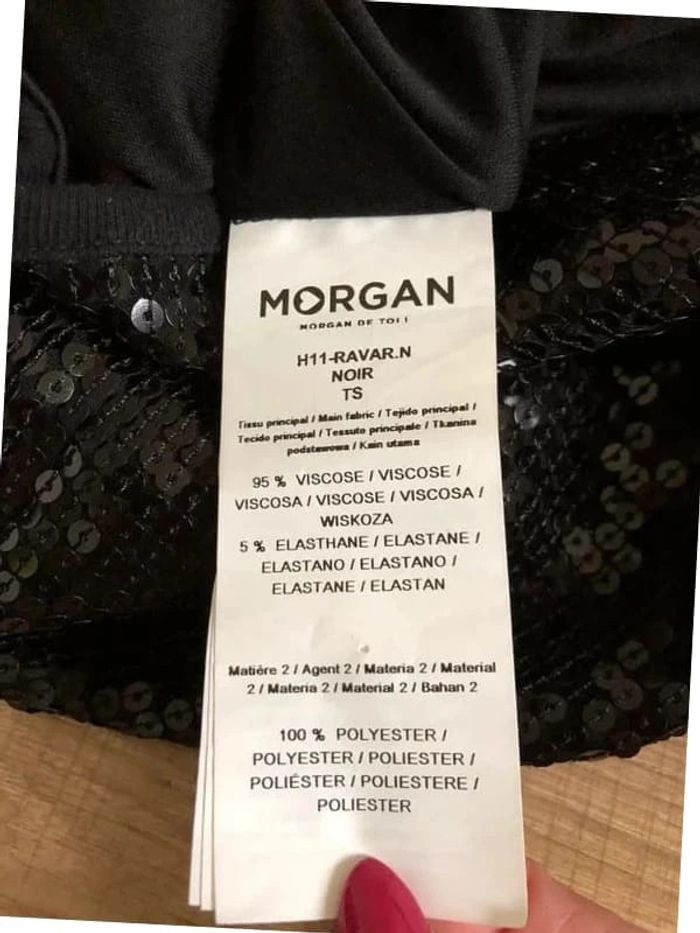 MORGAN
MORGAN DE TOI !
H11-RAVAR.N
NOIR
TS
Tissu principal / Main fabric / Tejido principal /
Tecido principal / Tessuto principale / Tkanina
podstawowa / Kain utama
95 % VISCOSE / VISCOSE /
VISCOSA / VISCOSE / VISCOSA /
WISKOZA
5 % ELASTHANE / ELASTANE /
ELASTANO / ELASTANO /
ELASTANE / ELASTAN
Matière 2 / Agent 2 / Materia 2 / Material
2 / Materia 2 / Material 2 / Bahan 2
100 % POLYESTER /
POLYESTER / POLIESTER /
POLIÉSTER / POLIESTERE /
POLIESTER